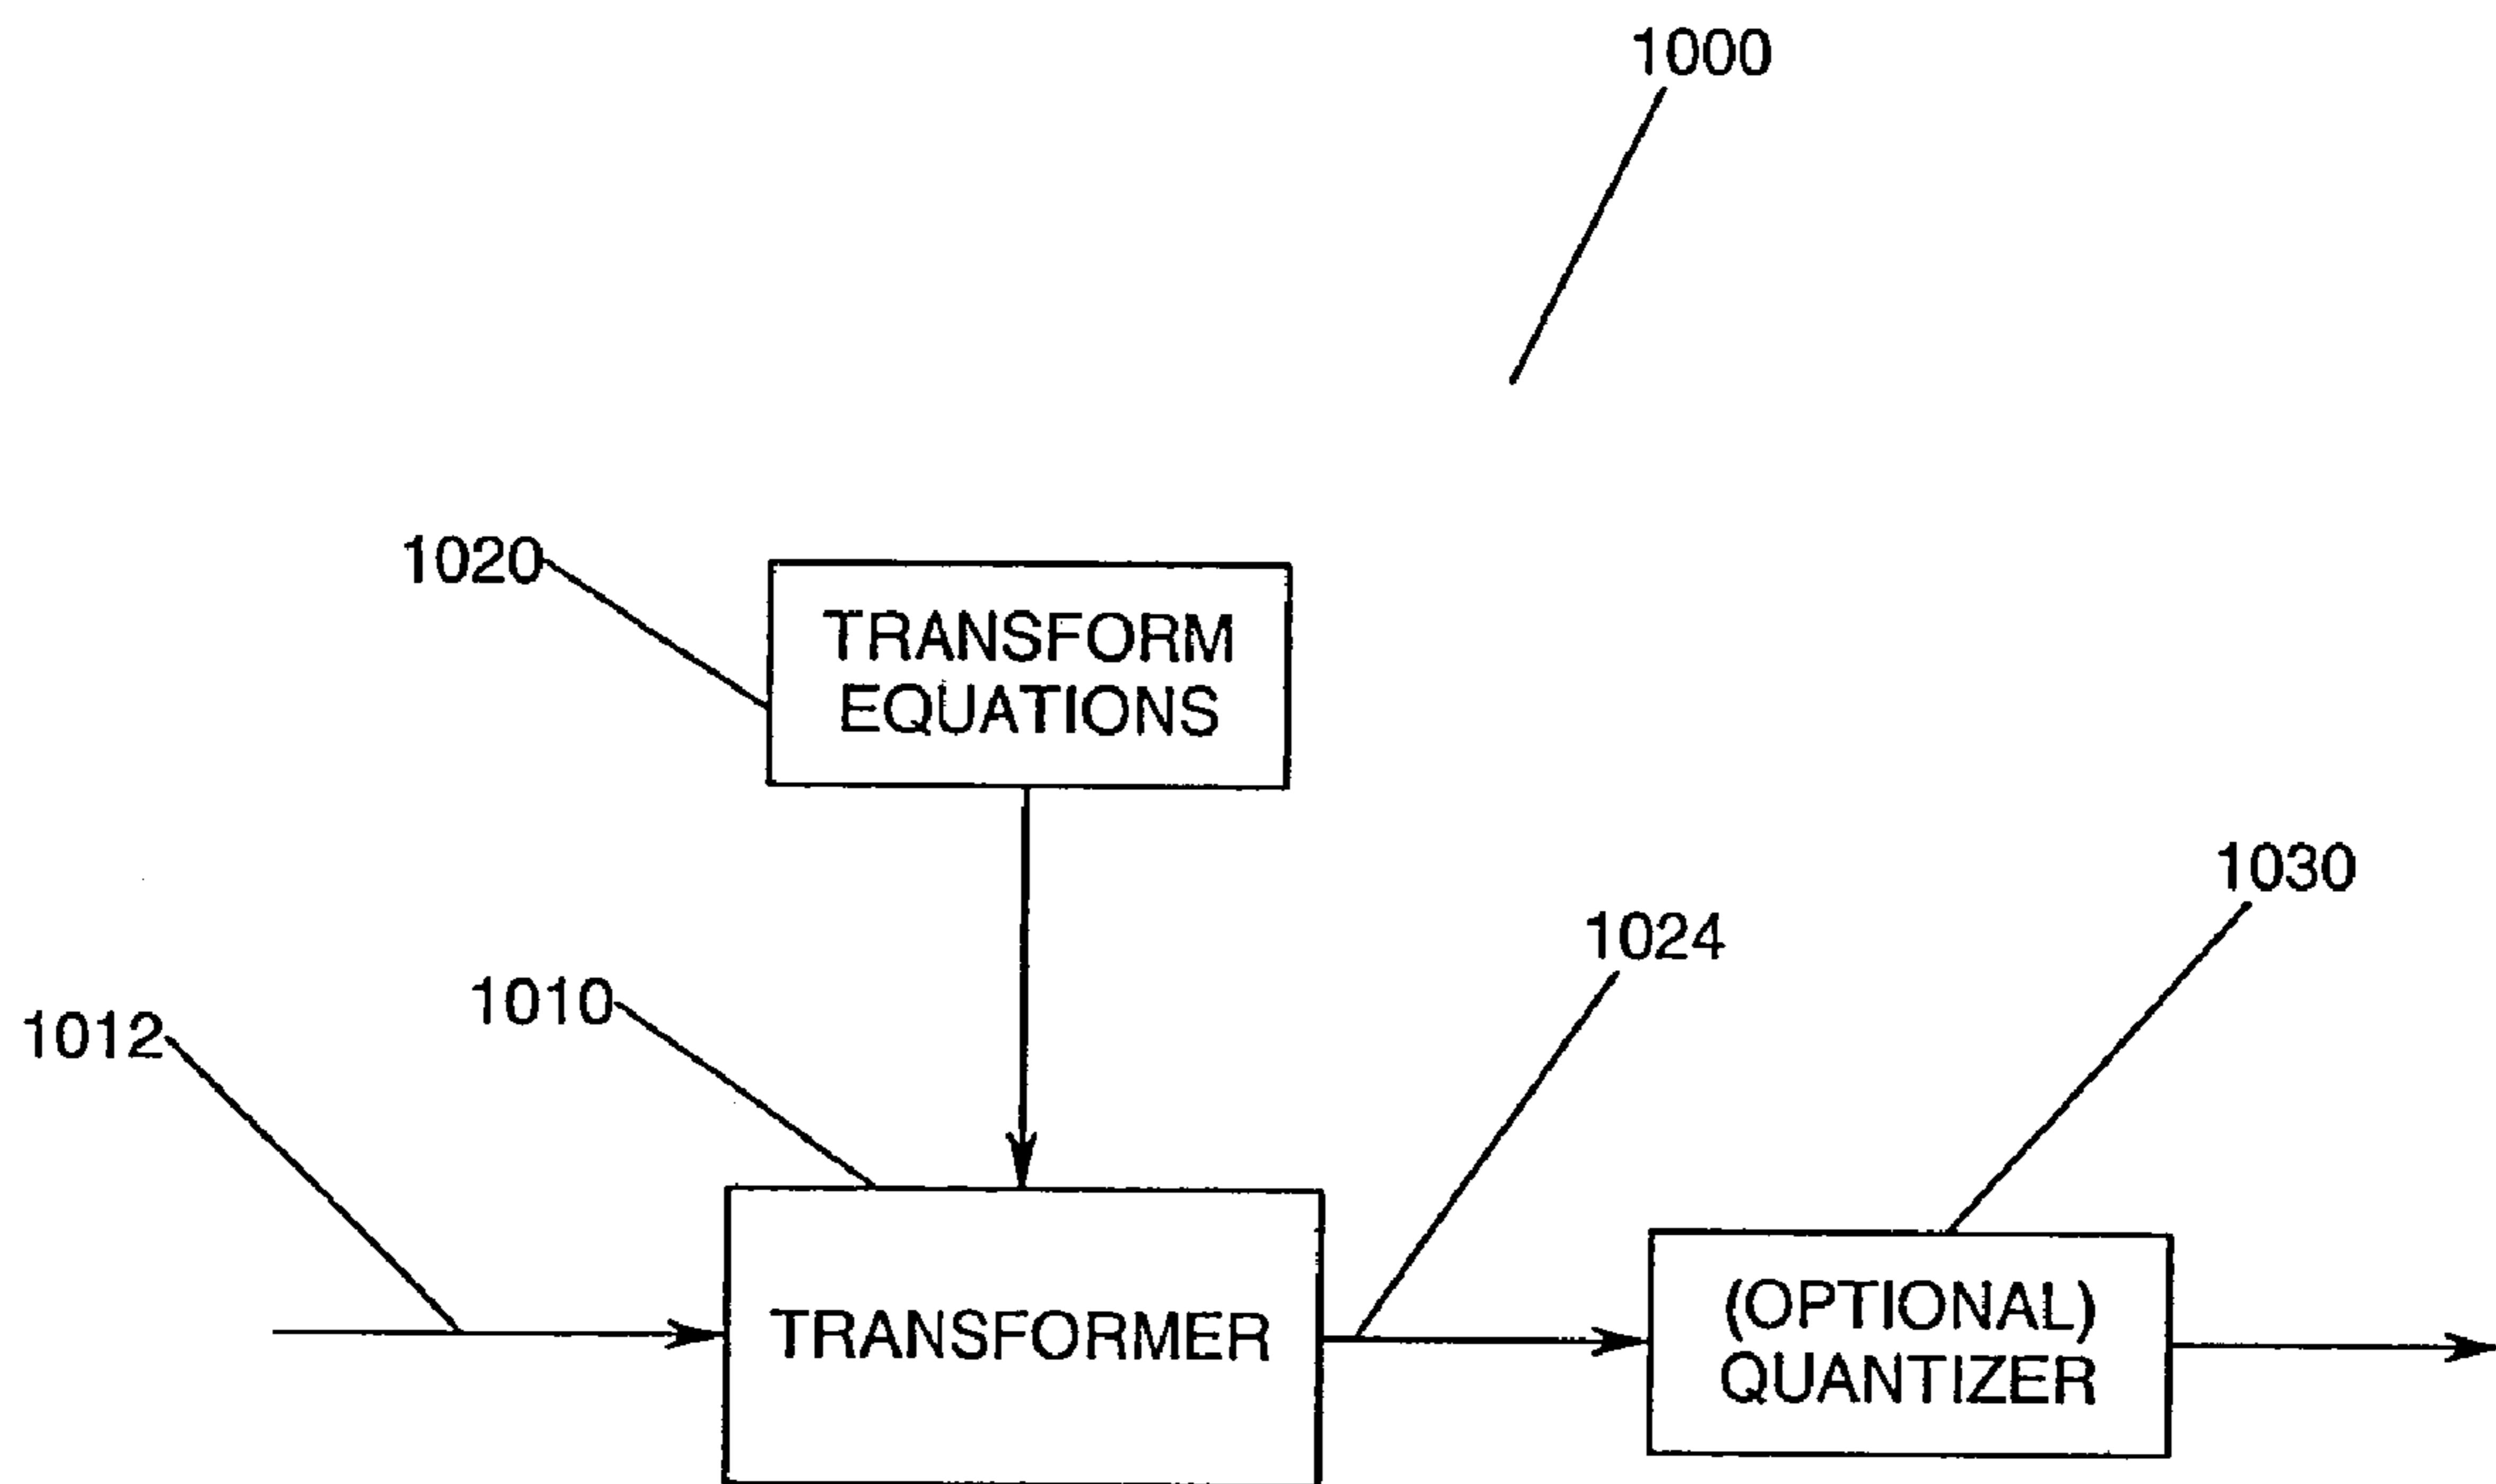 1000
1020
TRANSFORM
EQUATIONS
1030
1024
1010
1012
TRANSFORMER
(OPTIONAL)
QUANTIZER